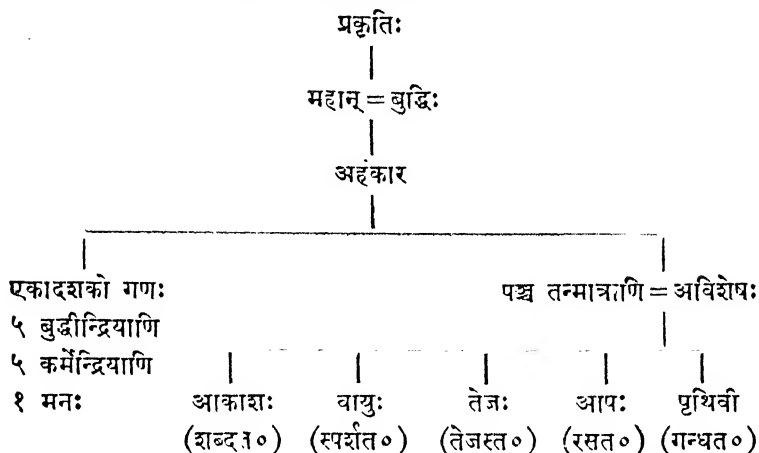 प्रकृतिः
महान् = बुद्धिः
अहंकार
एकादशको गणः
पञ्च तन्मात्राणि = अविशेषः
५ बुद्धीन्द्रियाणि
५ कर्मेन्द्रियाणि
१ मनः
आकाशः वायुः तेजः आपः पृथिवी
(शब्दत०) (स्पर्शत०) (तेजस्त०) (रसत०) (गन्धत०)